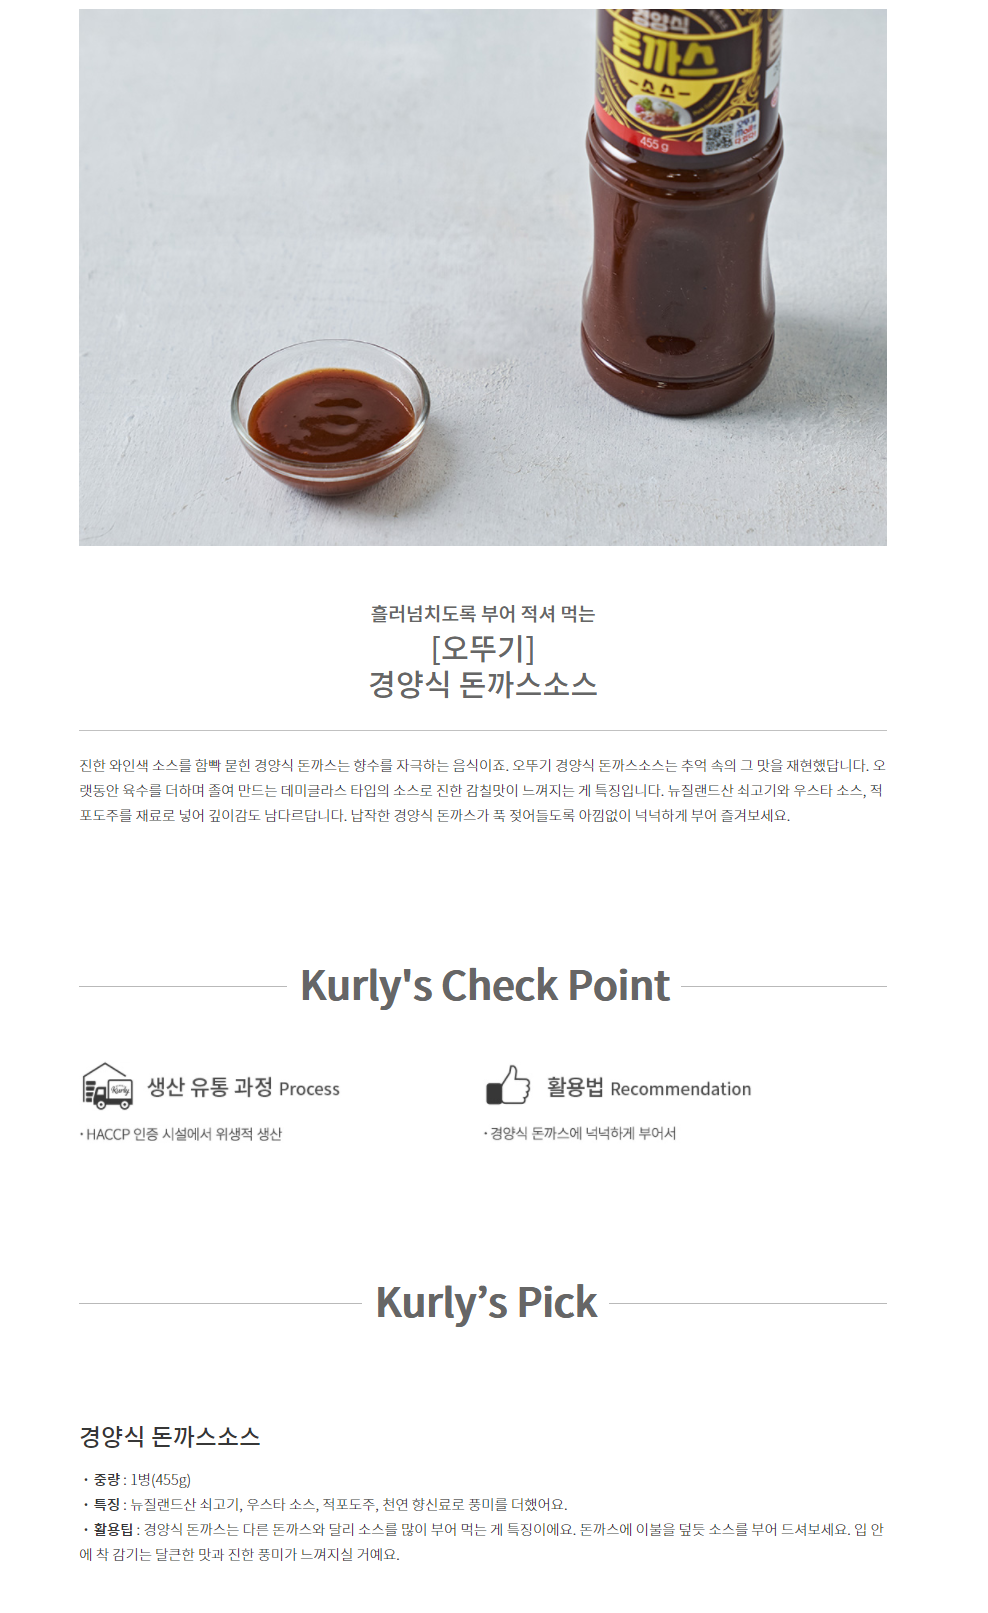 경양식
돈까스
-소스-
455 g
흘러넘치도록 부어 적셔 먹는
[오뚜기]
경양식 돈까스소스
진한 와인색 소스를 함빡 묻힌 경양식 돈까스는 향수를 자극하는 음식이죠. 오뚜기 경양식 돈까스소스는 추억 속의 그 맛을 재현했답니다. 오
랫동안 육수를 더하며 졸여 만드는 데미글라스 타입의 소스로 진한 감칠맛이 느껴지는 게 특징입니다. 뉴질랜드산 쇠고기와 우스타 소스, 적
포도주를 재료로 넣어 깊이감도 남다르답니다. 납작한 경양식 돈까스가 푹 젖어들도록 아낌없이 넉넉하게 부어 즐겨보세요.
Kurly's Check Point
Kurly
생산 유통 과정 Process
· HACCP 인증 시설에서 위생적 생산
활용법 Recommendation
· 경양식 돈까스에 넉넉하게 부어서
Kurly’s Pick
경양식 돈까스소스
· 중량 : 1병(455g)
· 특징 : 뉴질랜드산 쇠고기, 우스타 소스, 적포도주, 천연 향신료로 풍미를 더했어요.
· 활용팁 : 경양식 돈까스는 다른 돈까스와 달리 소스를 많이 부어 먹는 게 특징이에요. 돈까스에 이불을 덮듯 소스를 부어 드셔보세요. 입 안
에 착 감기는 달큰한 맛과 진한 풍미가 느껴지실 거예요.